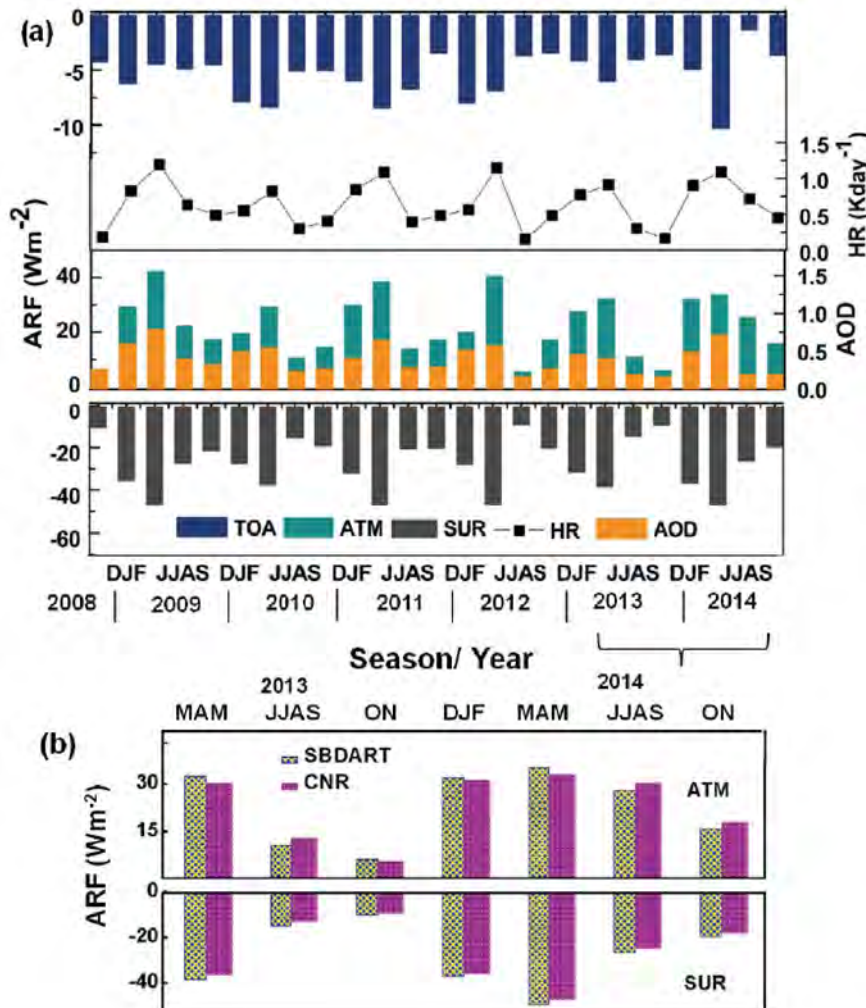 (a)
0
-5
-10
1.5
1.0
0.5
0.0
HR (Kday-1)
ARF (Wm-2)
40
20
0
1.5
1.0
0.5
0.0
AOD
0
-20
-40
-60
TOA ATM SUR HR AOD
DJF JJAS DJF JJAS DJF JJAS DJF JJAS DJF JJAS DJF JJAS
2008 | 2009 | 2010 | 2011 | 2012 | 2013 | 2014
Season/ Year
2013 2014
MAM JJAS ON DJF MAM JJAS ON
(b)
SBDART
CNR
ATM
30
15
ARF (Wm-2)
0
-20
-40
SUR